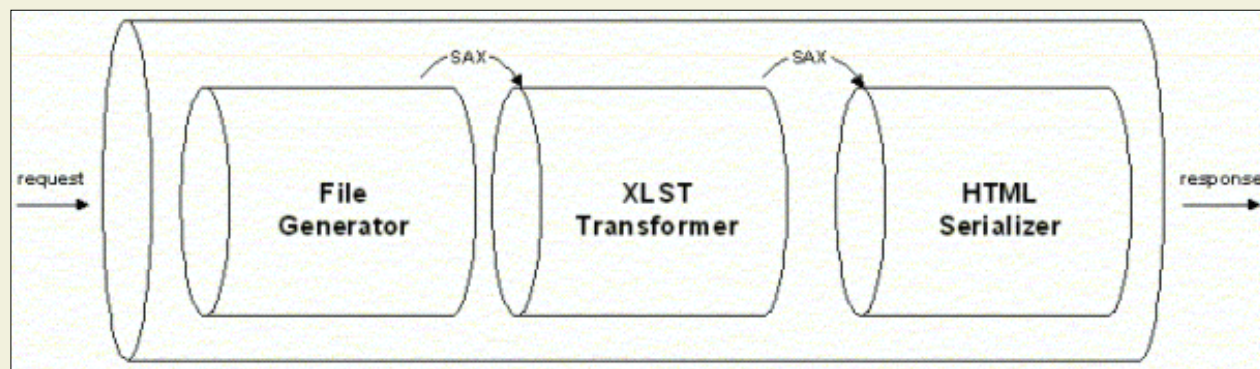 SAX
SAX
request
File
Generator
XLST
Transformer
HTML
Serializer
response